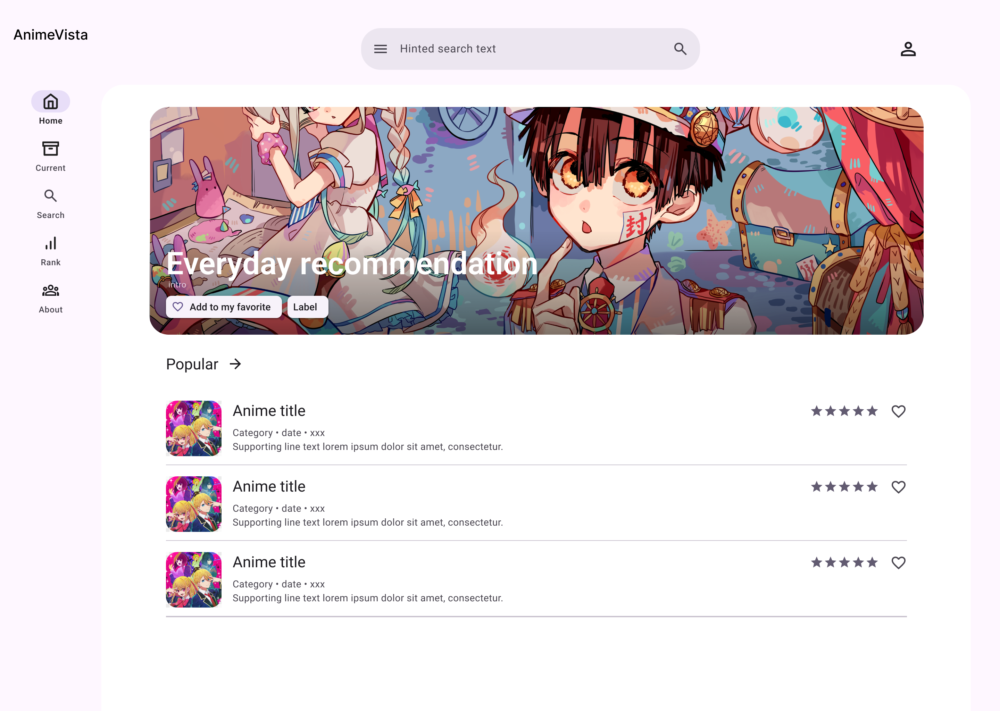 AnimeVista
Hinted search text
Home
Current
Search
Rank
About
封
Everyday recommendation
intro
Add to my favorite
Label
Popular
Anime title
Category • date • xxx
Supporting line text lorem ipsum dolor sit amet, consectetur.
Anime title
Category • date • xxx
Supporting line text lorem ipsum dolor sit amet, consectetur.
Anime title
Category • date • xxx
Supporting line text lorem ipsum dolor sit amet, consectetur.